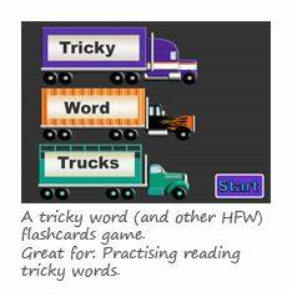 Tricky
Word
Trucks
Start
A tricky word (and other HFW)
flashcards game.
Great for: Practising reading
tricky words.